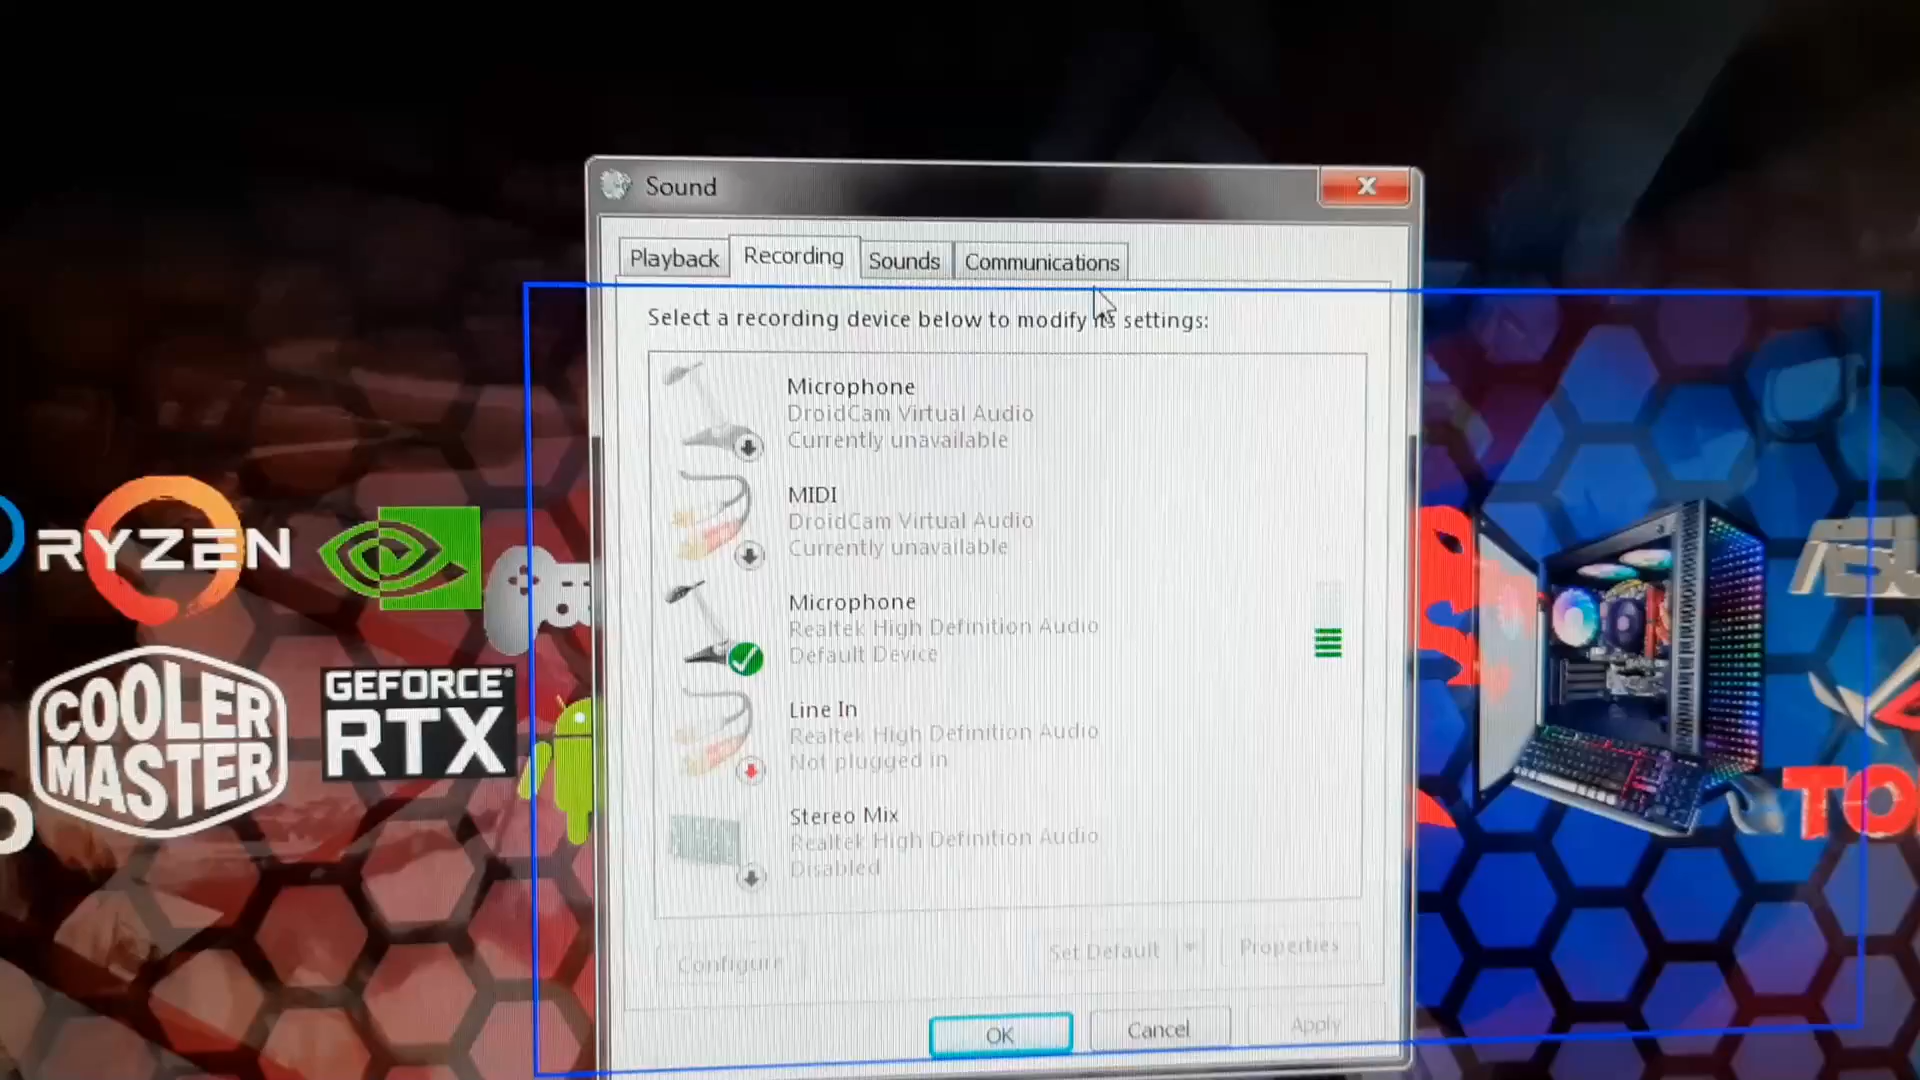 Sound
Playback
Recording
Sounds
Communications
Select a recording device below to modify its settings:
Microphone
DroidCam Virtual Audio
Currently unavailable
MIDI
DroidCam Virtual Audio
Currently unavailable
Microphone
Realtek High Definition Audio
Default Device
Line In
Realtek High Definition Audio
Not plugged in
Stereo Mix
Realtek High Definition Audio
Disabled
Configure
Set Default
Properties
OK
Cancel
Apply
RYZEN
COOLER
MASTER
GEFORCE
RTX